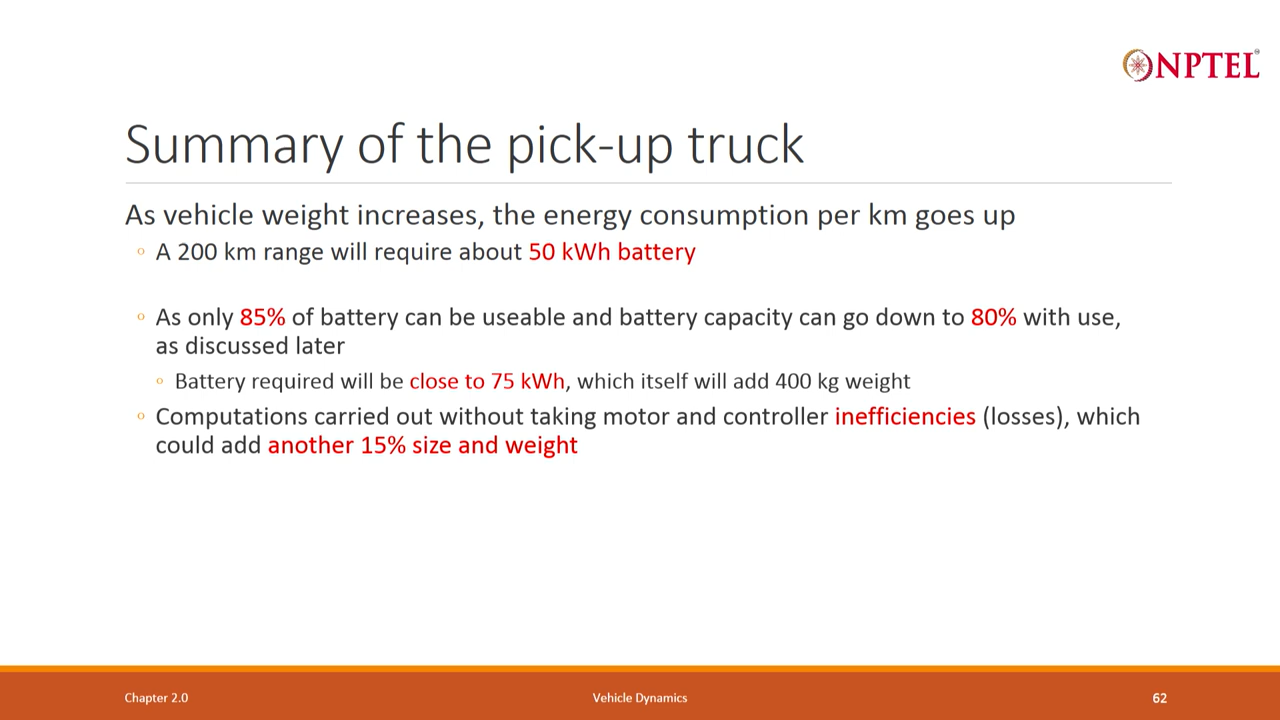 NPTEL
Summary of the pick-up truck
As vehicle weight increases, the energy consumption per km goes up
◦ A 200 km range will require about 50 kWh battery
◦ As only 85% of battery can be useable and battery capacity can go down to 80% with use,
as discussed later
◦ Battery required will be close to 75 kWh, which itself will add 400 kg weight
◦ Computations carried out without taking motor and controller inefficiencies (losses), which
could add another 15% size and weight
Chapter 2.0
Vehicle Dynamics
62